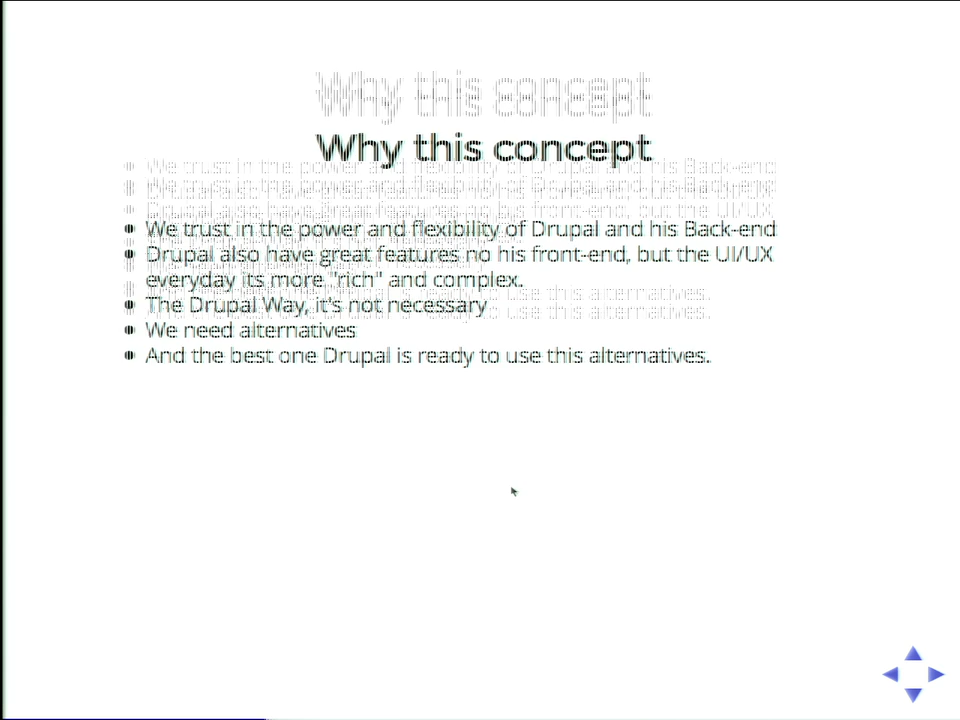 Why this concept
We trust in the power and flexibility of Drupal and his Back-end
Drupal also have great features no his front-end, but the UI/UX
everyday its more "rich" and complex.
The Drupal Way, it's not necessary
We need alternatives
And the best one Drupal is ready to use this alternatives.